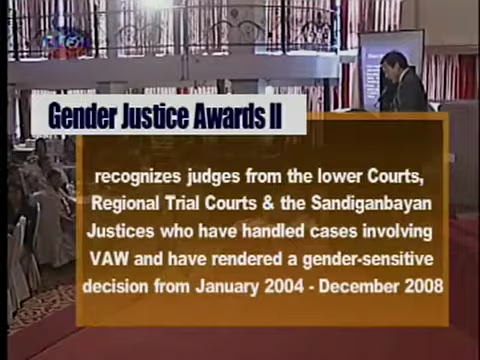 Gender Justice Awards II
recognizes judges from the lower Courts,
Regional Trial Courts & the Sandiganbayan
Justices who have handled cases involving
VAW and have rendered a gender-sensitive
decision from January 2004 - December 2008